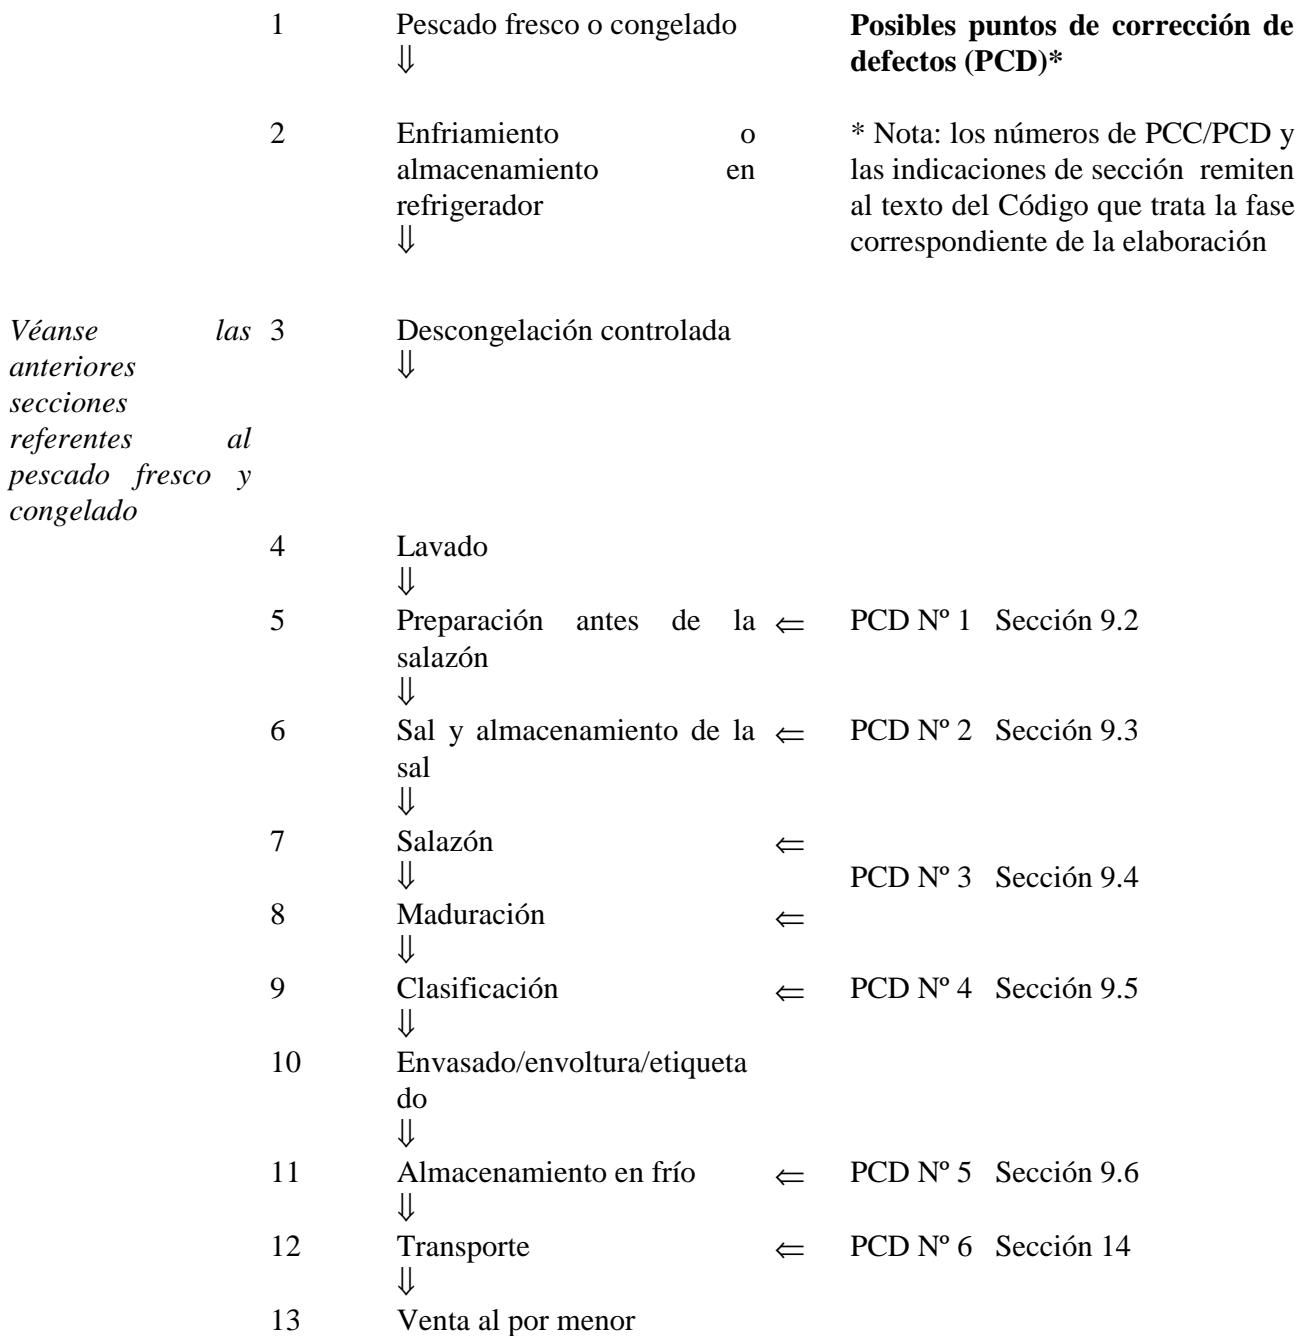 1 Pescado fresco o congelado Posibles puntos de corrección de
⇓ defectos (PCD)*
2 Enfriamiento o * Nota: los números de PCC/PCD y
almacenamiento en las indicaciones de sección remiten
refrigerador al texto del Código que trata la fase
⇓ correspondiente de la elaboración
Véanse las 3 Descongelación controlada
anteriores ⇓
secciones
referentes al
pescado fresco y
congelado
4 Lavado
⇓
5 Preparación antes de la ⇐ PCD Nº 1 Sección 9.2
salazón
⇓
6 Sal y almacenamiento de la ⇐ PCD Nº 2 Sección 9.3
sal
⇓
7 Salazón ⇐
⇓ PCD Nº 3 Sección 9.4
8 Maduración ⇐
⇓
9 Clasificación ⇐ PCD Nº 4 Sección 9.5
⇓
10 Envasado/envoltura/etiqueta
do
⇓
11 Almacenamiento en frío ⇐ PCD Nº 5 Sección 9.6
⇓
12 Transporte ⇐ PCD Nº 6 Sección 14
⇓
13 Venta al por menor